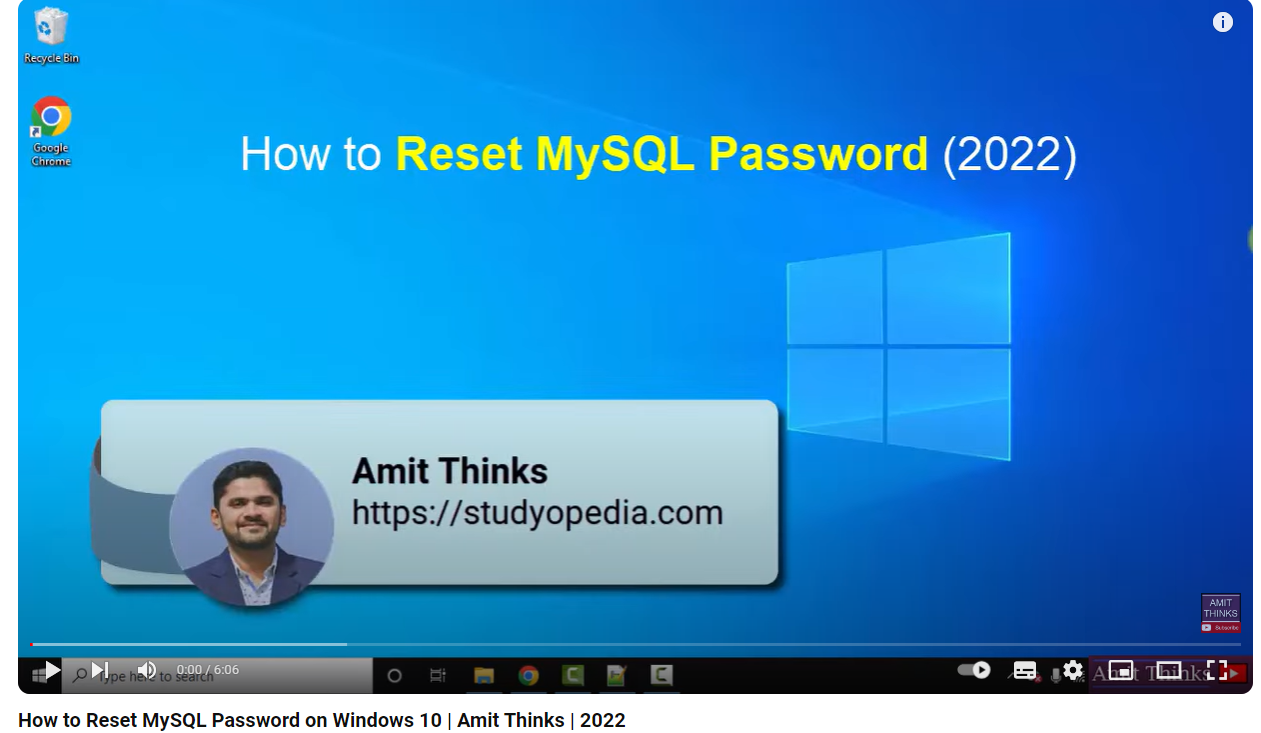 Recycle Bin
Google
Chrome
How to Reset MySQL Password (2022)
Amit Thinks
https://studyopedia.com
AMIT
THINKS
Subscribe
0:00 / 6:06
Type here to search
Amit Thinks
How to Reset MySQL Password on Windows 10 | Amit Thinks | 2022